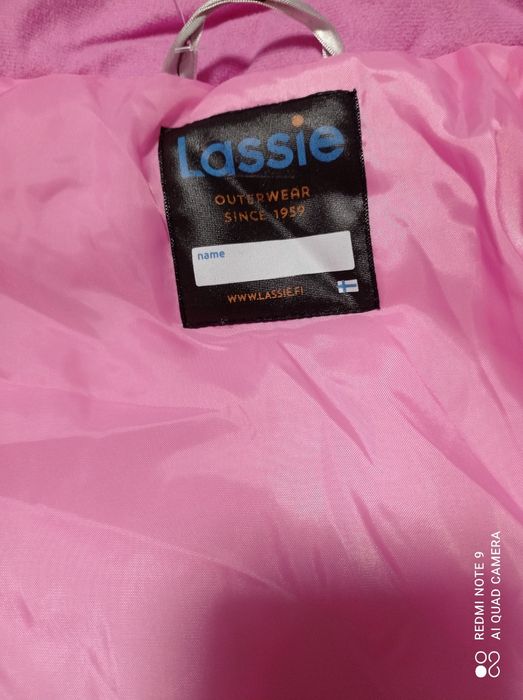 Lassie
OUTERWEAR
SINCE 1959
name
WWW.LASSIE.FI
REDMI NOTE 9
AI QUAD CAMERA